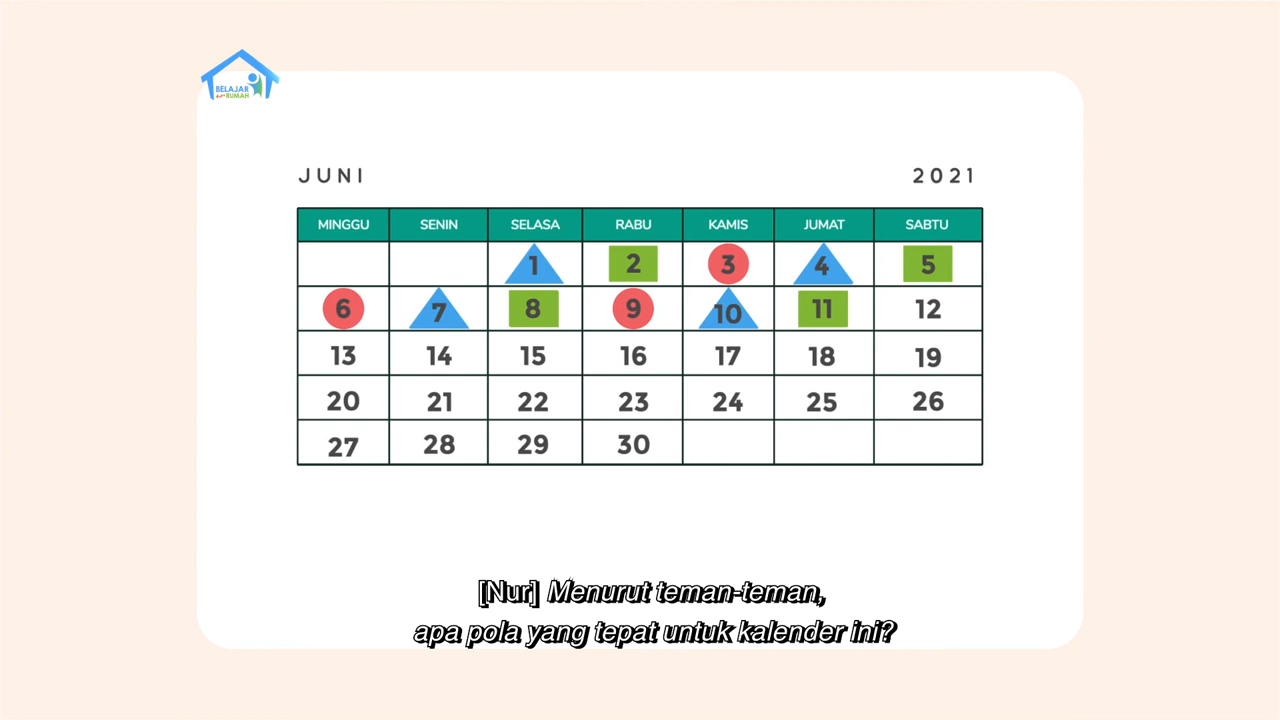 BELAJAR
dari RUMAH
JUNI 2021
MINGGU SENIN SELASA RABU KAMIS JUMAT SABTU
1 2 3 4 5
6 7 8 9 10 11 12
13 14 15 16 17 18 19
20 21 22 23 24 25 26
27 28 29 30
[Nur] Menurut teman-teman,
apa pola yang tepat untuk kalender ini?